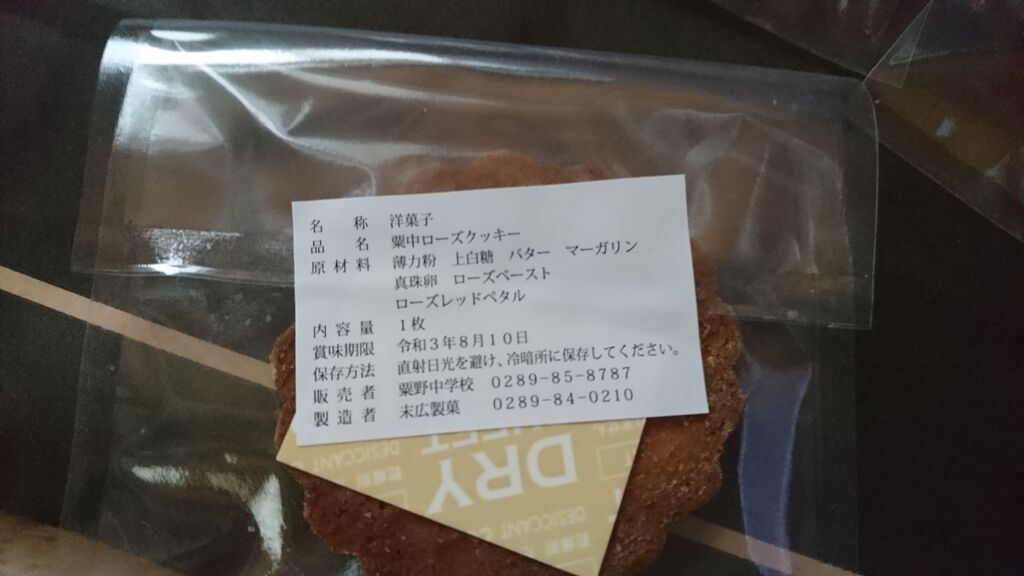 名称 洋菓子
品名 粟中ローズクッキー
原材料 薄力粉 上白糖 バター マーガリン
真珠卵 ローズペースト
ローズレッドペタル
内容量 1枚
賞味期限 令和3年8月10日
保存方法 直射日光を避け、冷暗所に保存してください。
販売者 粟野中学校 0289-85-8787
製造者 末広製菓 0289-84-0210
DESICCANT
DRY
DESICCANT